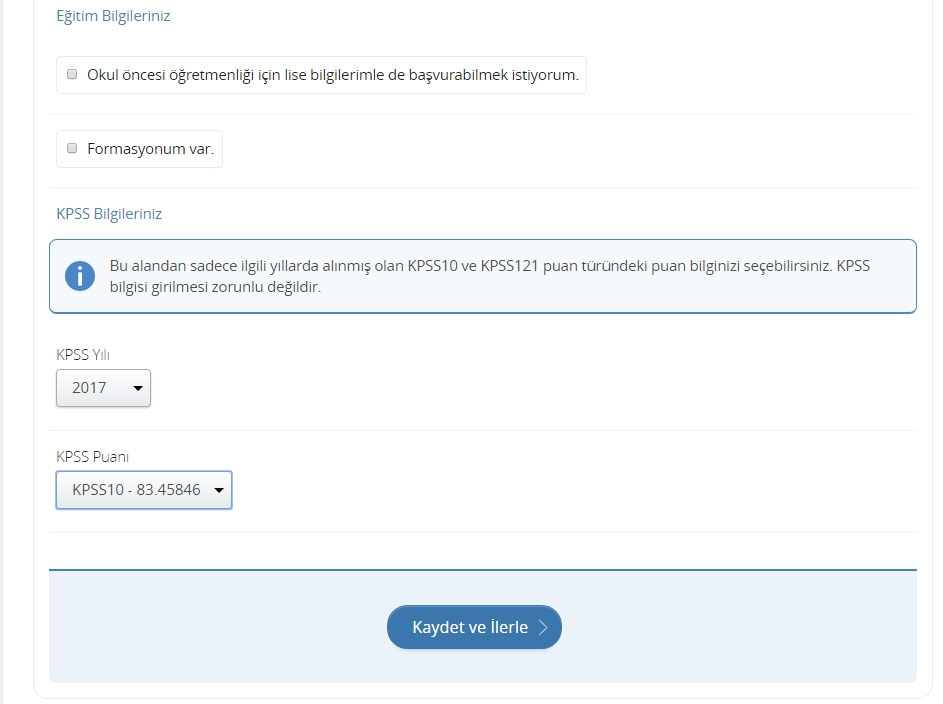 Eğitim Bilgileriniz
Okul öncesi öğretmenliği için lise bilgilerimle de başvurabilmek istiyorum.
Formasyonum var.
KPSS Bilgileriniz
Bu alandan sadece ilgili yıllarda alınmış olan KPSS10 ve KPSS121 puan türündeki puan bilginizi seçebilirsiniz. KPSS
bilgisi girilmesi zorunlu değildir.
KPSS Yılı
2017
KPSS Puanı
KPSS10 - 83.45846
Kaydet ve İlerle